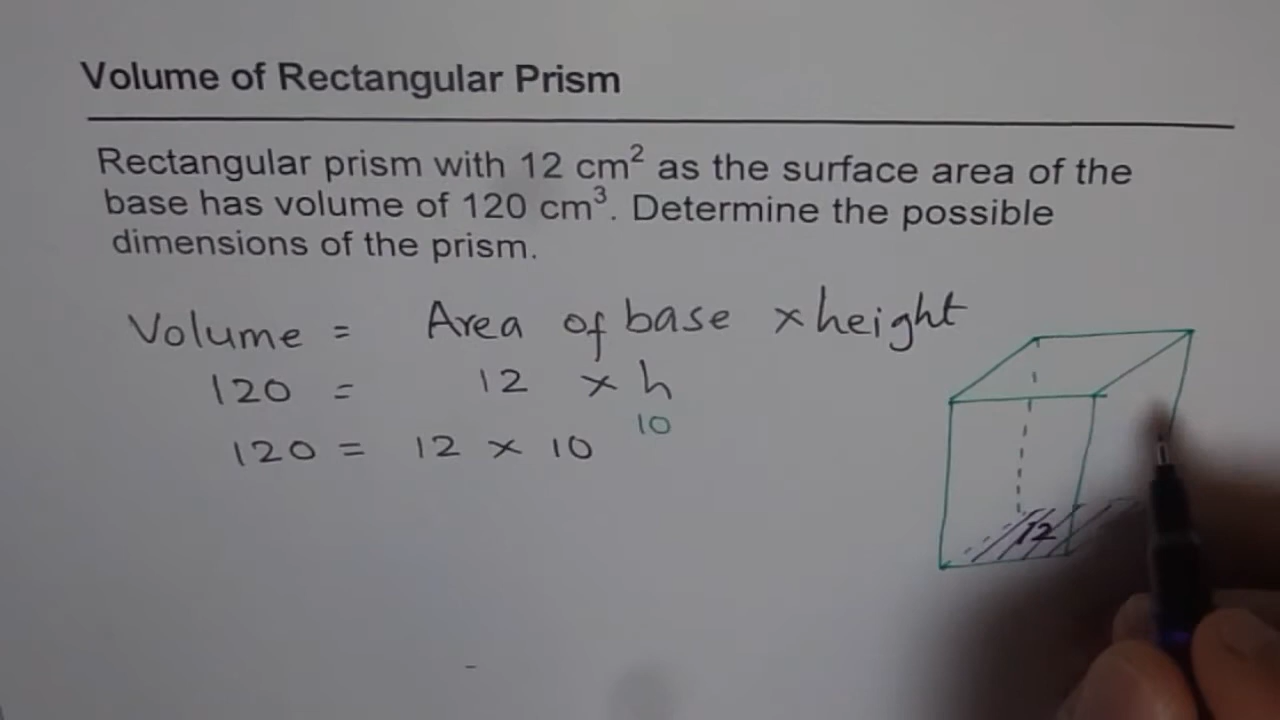 Volume of Rectangular Prism
Rectangular prism with 12 cm² as the surface area of the
base has volume of 120 cm³. Determine the possible
dimensions of the prism.
Volume = Area of base × height
120 = 12 × h
10
120 = 12 × 10
12